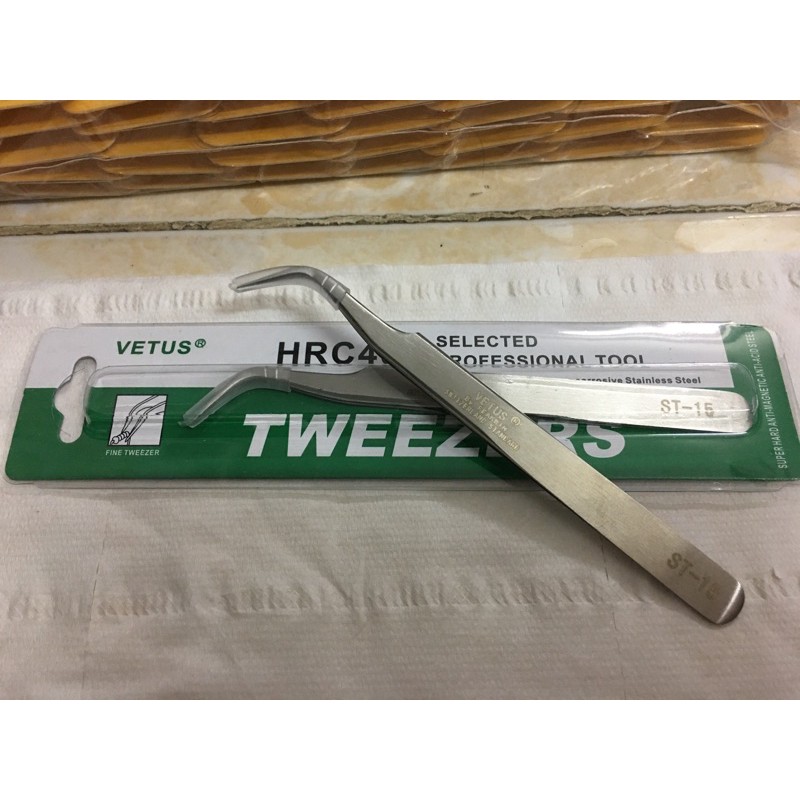 VETUS®
HRC4
SELECTED
PROFESSIONAL TOOL
Stainless Steel
ST-15
TWEEZERS
FINE TWEEZER
SUPER HARD ANTI-MAGNETIC ANTI-ACID STEEL
VETUS®
ST-15